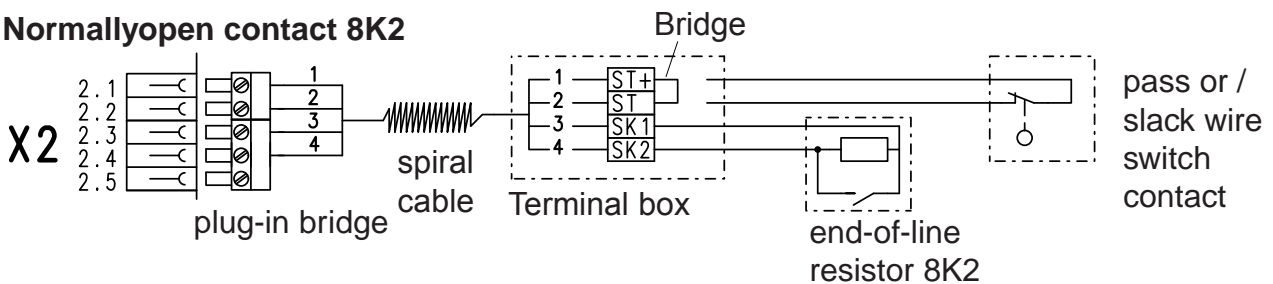 Normallyopen contact 8K2
Bridge
X2
2.1
2.2
2.3
2.4
2.5
1
2
3
4
plug-in bridge
spiral
cable
1 ST+
2 ST
3 SK1
4 SK2
Terminal box
end-of-line
resistor 8K2
pass or /
slack wire
switch
contact